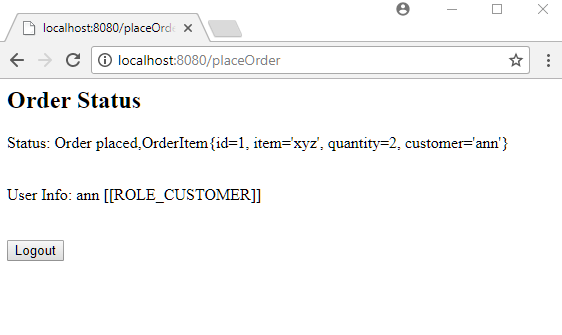 localhost:8080/placeOrde
localhost:8080/placeOrder
Order Status
Status: Order placed,OrderItem{id=1, item='xyz', quantity=2, customer='ann'}
User Info: ann [[ROLE_CUSTOMER]]
Logout